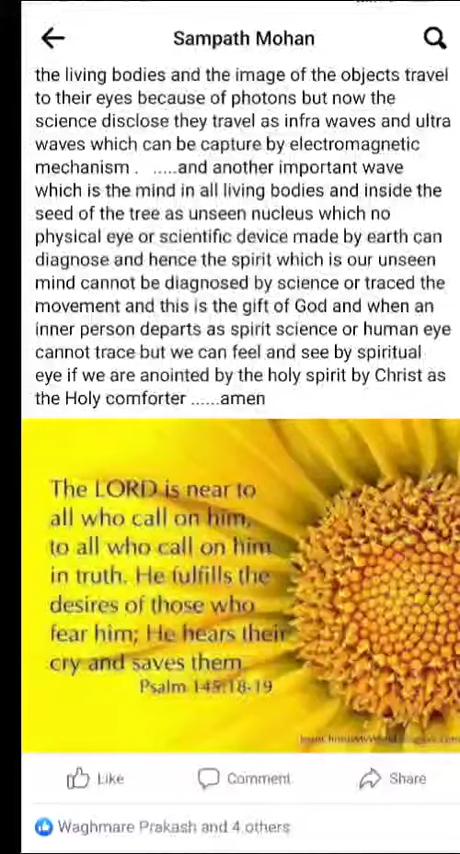 Sampath Mohan
the living bodies and the image of the objects travel
to their eyes because of photons but now the
science disclose they travel as infra waves and ultra
waves which can be capture by electromagnetic
mechanism . .....and another important wave
which is the mind in all living bodies and inside the
seed of the tree as unseen nucleus which no
physical eye or scientific device made by earth can
diagnose and hence the spirit which is our unseen
mind cannot be diagnosed by science or traced the
movement and this is the gift of God and when an
inner person departs as spirit science or human eye
cannot trace but we can feel and see by spiritual
eye if we are anointed by the holy spirit by Christ as
the Holy comforter ......amen
The LORD is near to
all who call on him,
to all who call on him
in truth. He fulfills the
desires of those who
fear him; He hears their
cry and saves them
Psalm 145:18-19
Like
Comment
Share
Waghmare Prakash and 4 others